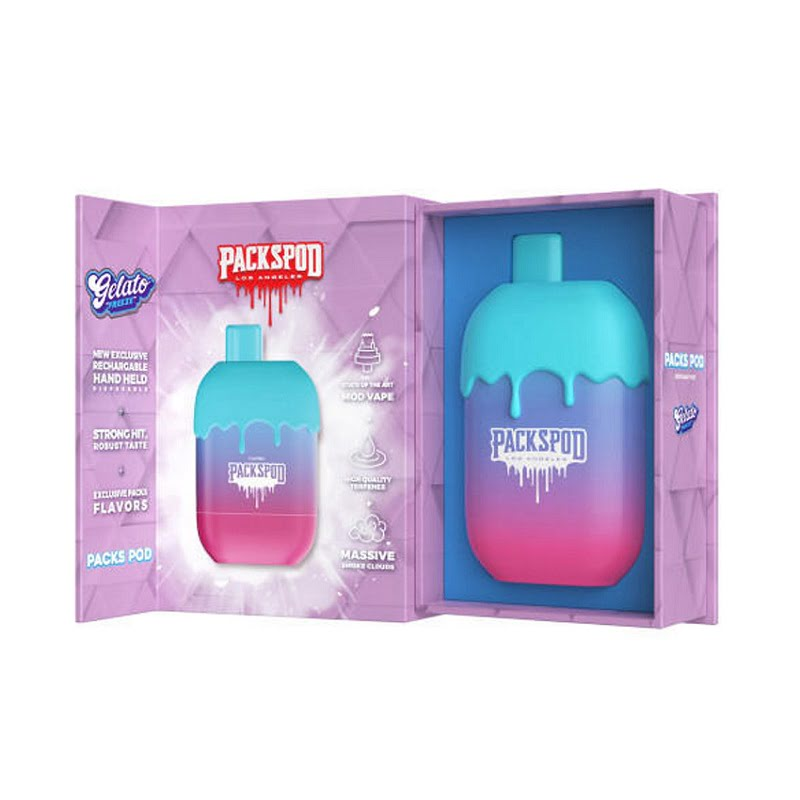 Gelato
FREEZE
NEW EXCLUSIVE
RECHARGABLE
HAND HELD
DISPOSABLE
STRONG HIT.
ROBUST TASTE
EXCLUSIVE PACKS
FLAVORS
PACKS POD
PACKSPOD
LOS ANGELES
PACKSPOD
STATE OF THE ART
MOD VAPE
HIGH QUALITY
TERPENES
MASSIVE
SMOKE CLOUDS
PACKSPOD
LOS ANGELES
PACKS POD
Gelato